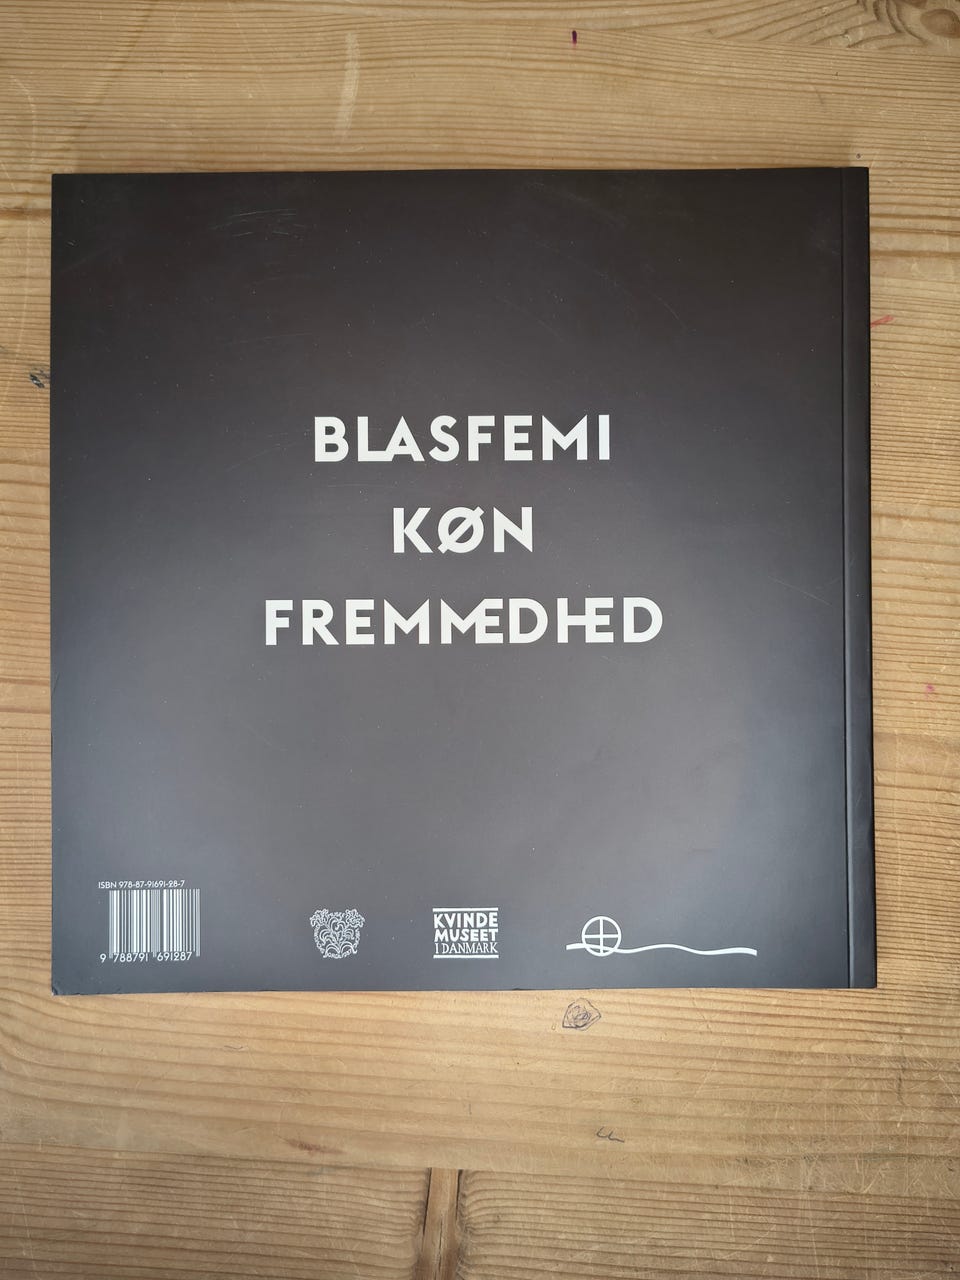 BLASFEMI
KØN
FREMMEDHED
ISBN 978-87-91691-28-7
9 788791 691287
KVINDE
MUSEET
I DANMARK